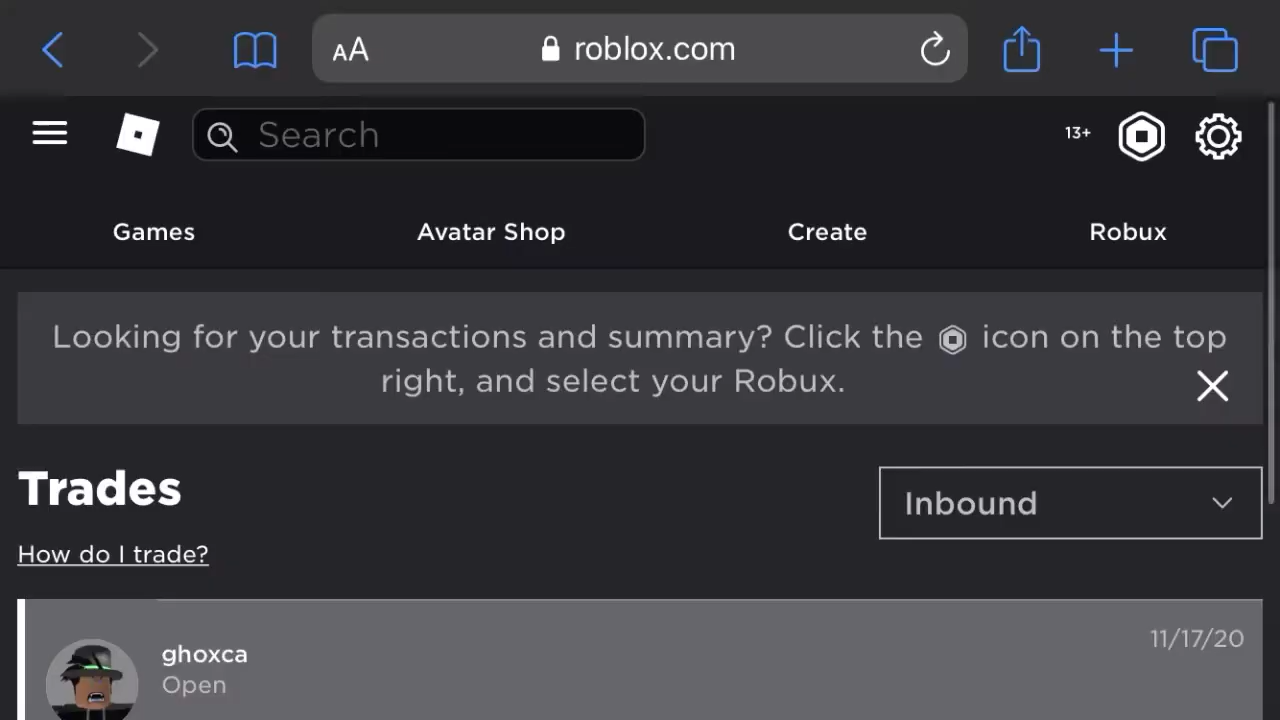 AA roblox.com
Search
13+
Games Avatar Shop Create Robux
Looking for your transactions and summary? Click the icon on the top
right, and select your Robux.
Trades
Inbound
How do I trade?
ghoxca
11/17/20
Open